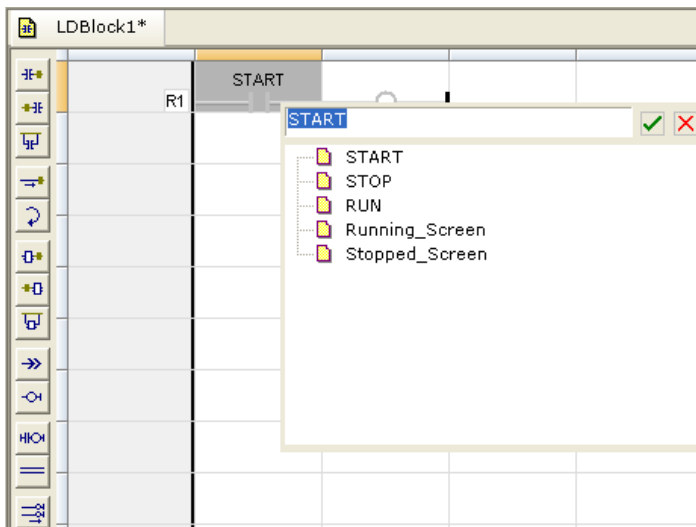 LDBlock1*
START
R1
START
START
STOP
RUN
Running_Screen
Stopped_Screen